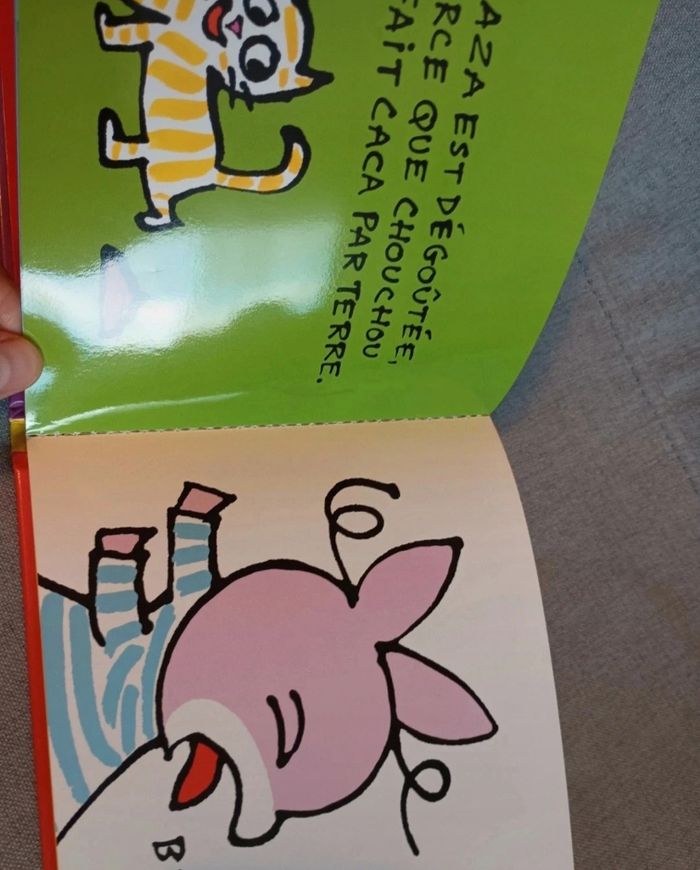 AZA EST DÉGOÛTÉE,
RCE QUE CHOUCHOU
FAIT CACA PAR TERRE.
B